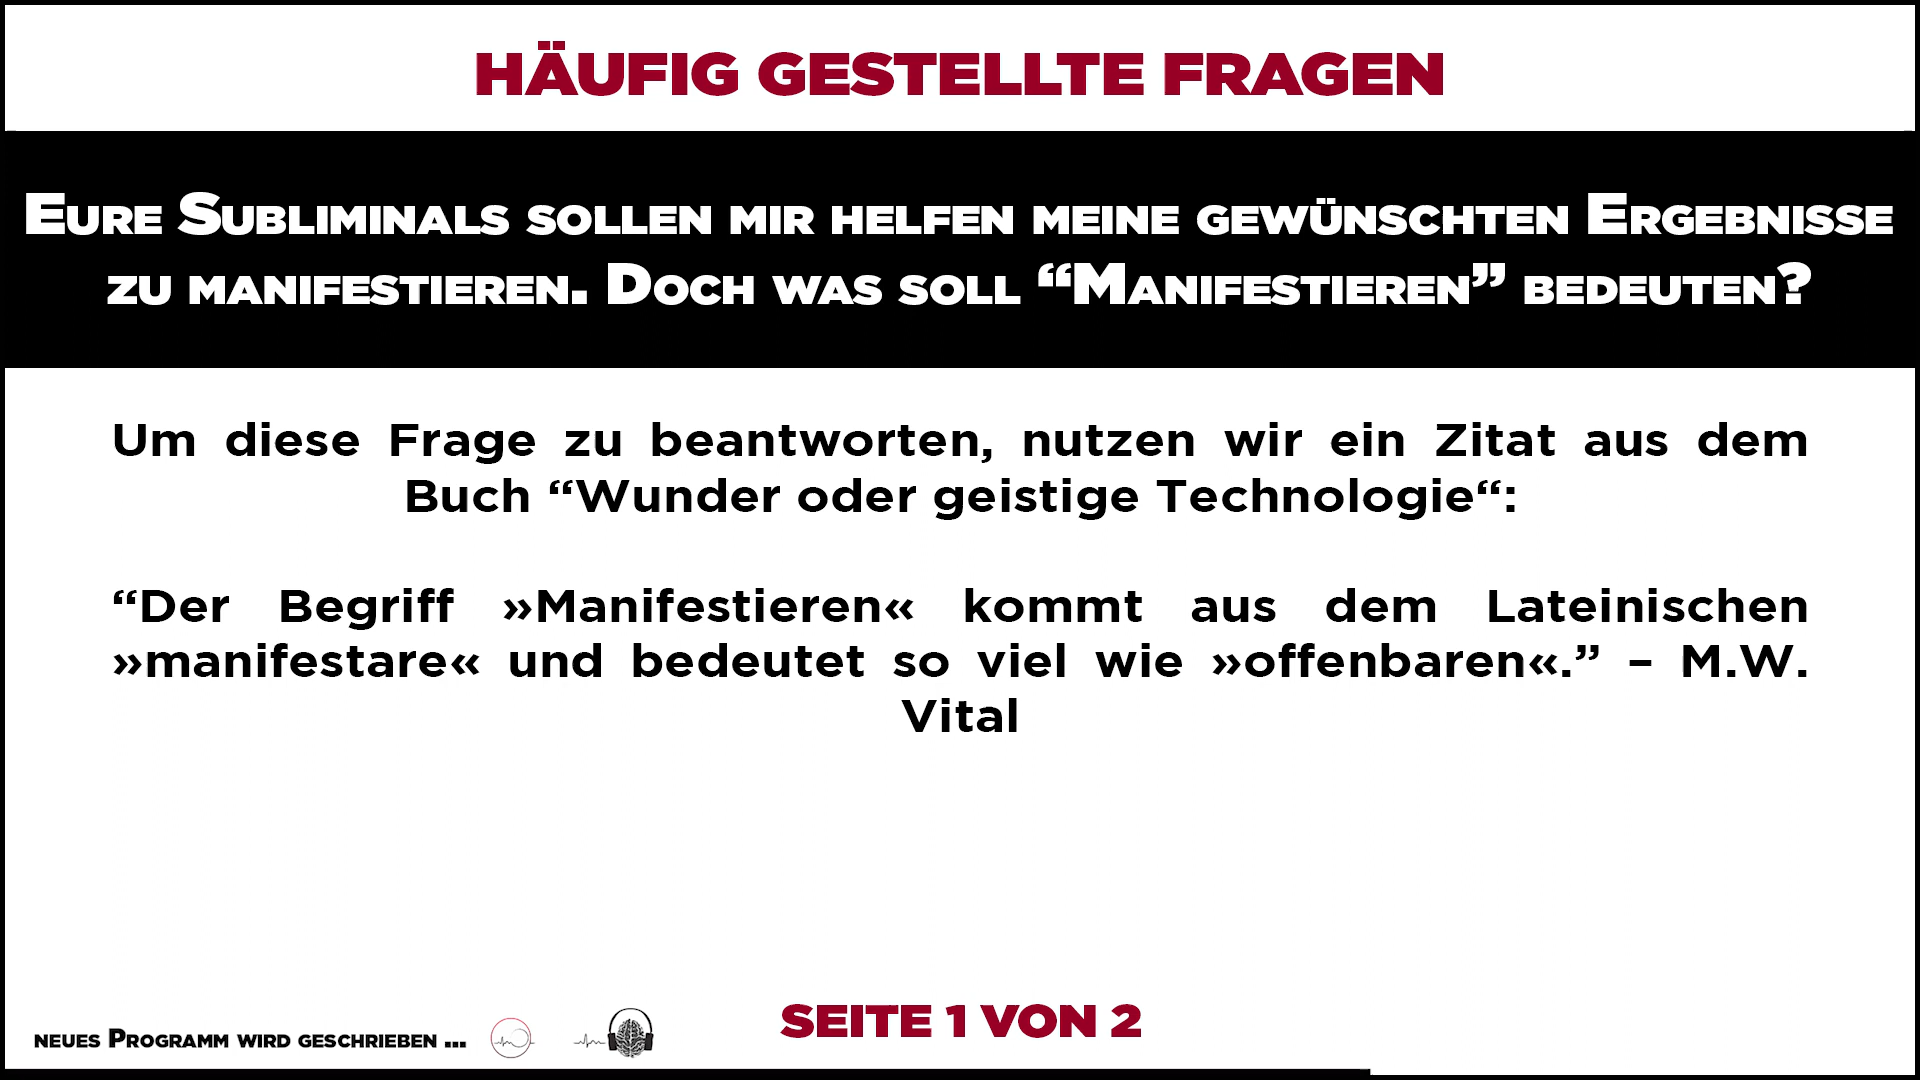 HÄUFIG GESTELLTE FRAGEN
EURE SUBLIMINALS SOLLEN MIR HELFEN MEINE GEWÜNSCHTEN ERGEBNISSE
ZU MANIFESTIEREN. DOCH WAS SOLL “MANIFESTIEREN” BEDEUTEN?
Um diese Frage zu beantworten, nutzen wir ein Zitat aus dem
Buch “Wunder oder geistige Technologie“:
“Der Begriff »Manifestieren« kommt aus dem Lateinischen
»manifestare« und bedeutet so viel wie »offenbaren«.” – M.W.
Vital
NEUES PROGRAMM WIRD GESCHRIEBEN ...
SEITE 1 VON 2